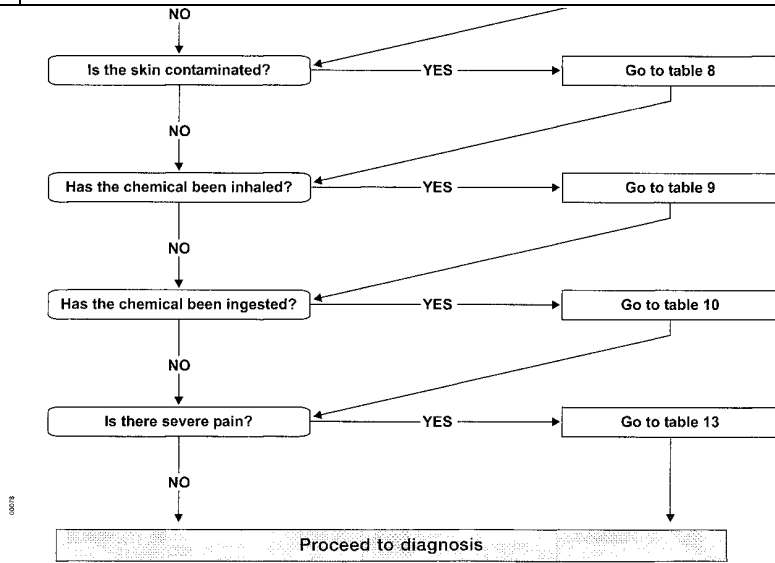 NO
Is the skin contaminated?
YES
Go to table 8
NO
Has the chemical been inhaled?
YES
Go to table 9
NO
Has the chemical been ingested?
YES
Go to table 10
NO
Is there severe pain?
YES
Go to table 13
NO
Proceed to diagnosis